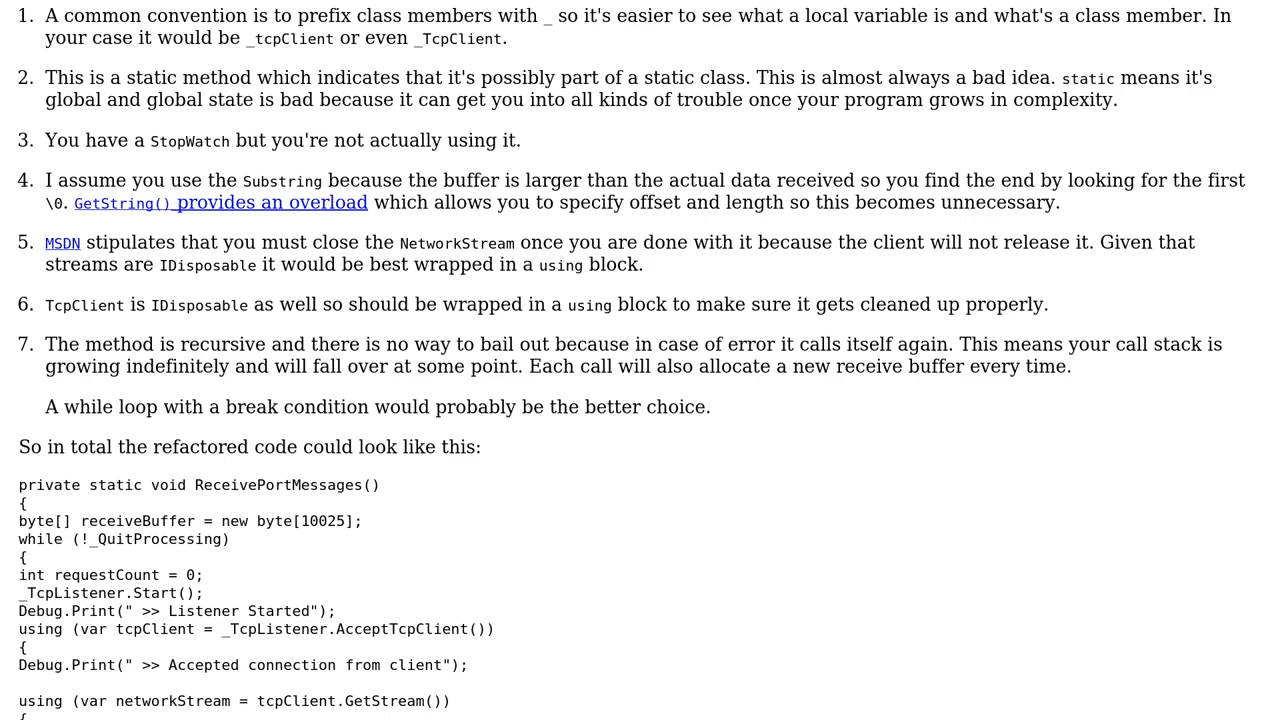 1. A common convention is to prefix class members with _ so it's easier to see what a local variable is and what's a class member. In
your case it would be _tcpClient or even _TcpClient.
2. This is a static method which indicates that it's possibly part of a static class. This is almost always a bad idea. static means it's
global and global state is bad because it can get you into all kinds of trouble once your program grows in complexity.
3. You have a StopWatch but you're not actually using it.
4. I assume you use the Substring because the buffer is larger than the actual data received so you find the end by looking for the first
\0. GetString() provides an overload which allows you to specify offset and length so this becomes unnecessary.
5. MSDN stipulates that you must close the NetworkStream once you are done with it because the client will not release it. Given that
streams are IDisposable it would be best wrapped in a using block.
6. TcpClient is IDisposable as well so should be wrapped in a using block to make sure it gets cleaned up properly.
7. The method is recursive and there is no way to bail out because in case of error it calls itself again. This means your call stack is
growing indefinitely and will fall over at some point. Each call will also allocate a new receive buffer every time.
A while loop with a break condition would probably be the better choice.
So in total the refactored code could look like this:
private static void ReceivePortMessages()
{
byte[] receiveBuffer = new byte[10025];
while (!_QuitProcessing)
{
int requestCount = 0;
_TcpListener.Start();
Debug.Print(" >> Listener Started");
using (var tcpClient = _TcpListener.AcceptTcpClient())
{
Debug.Print(" >> Accepted connection from client");
using (var networkStream = tcpClient.GetStream())
{